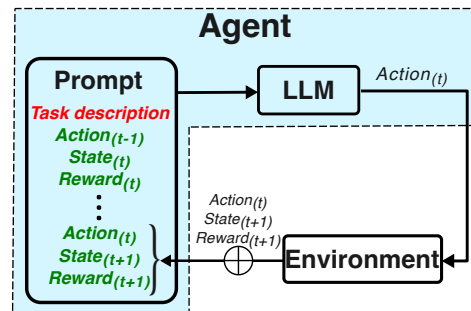 Agent
Prompt
Task description
Action(t-1)
State(t)
Reward(t)
Action(t)
State(t+1)
Reward(t+1)
LLM
Action(t)
Action(t)
State(t+1)
Reward(t+1)
Environment